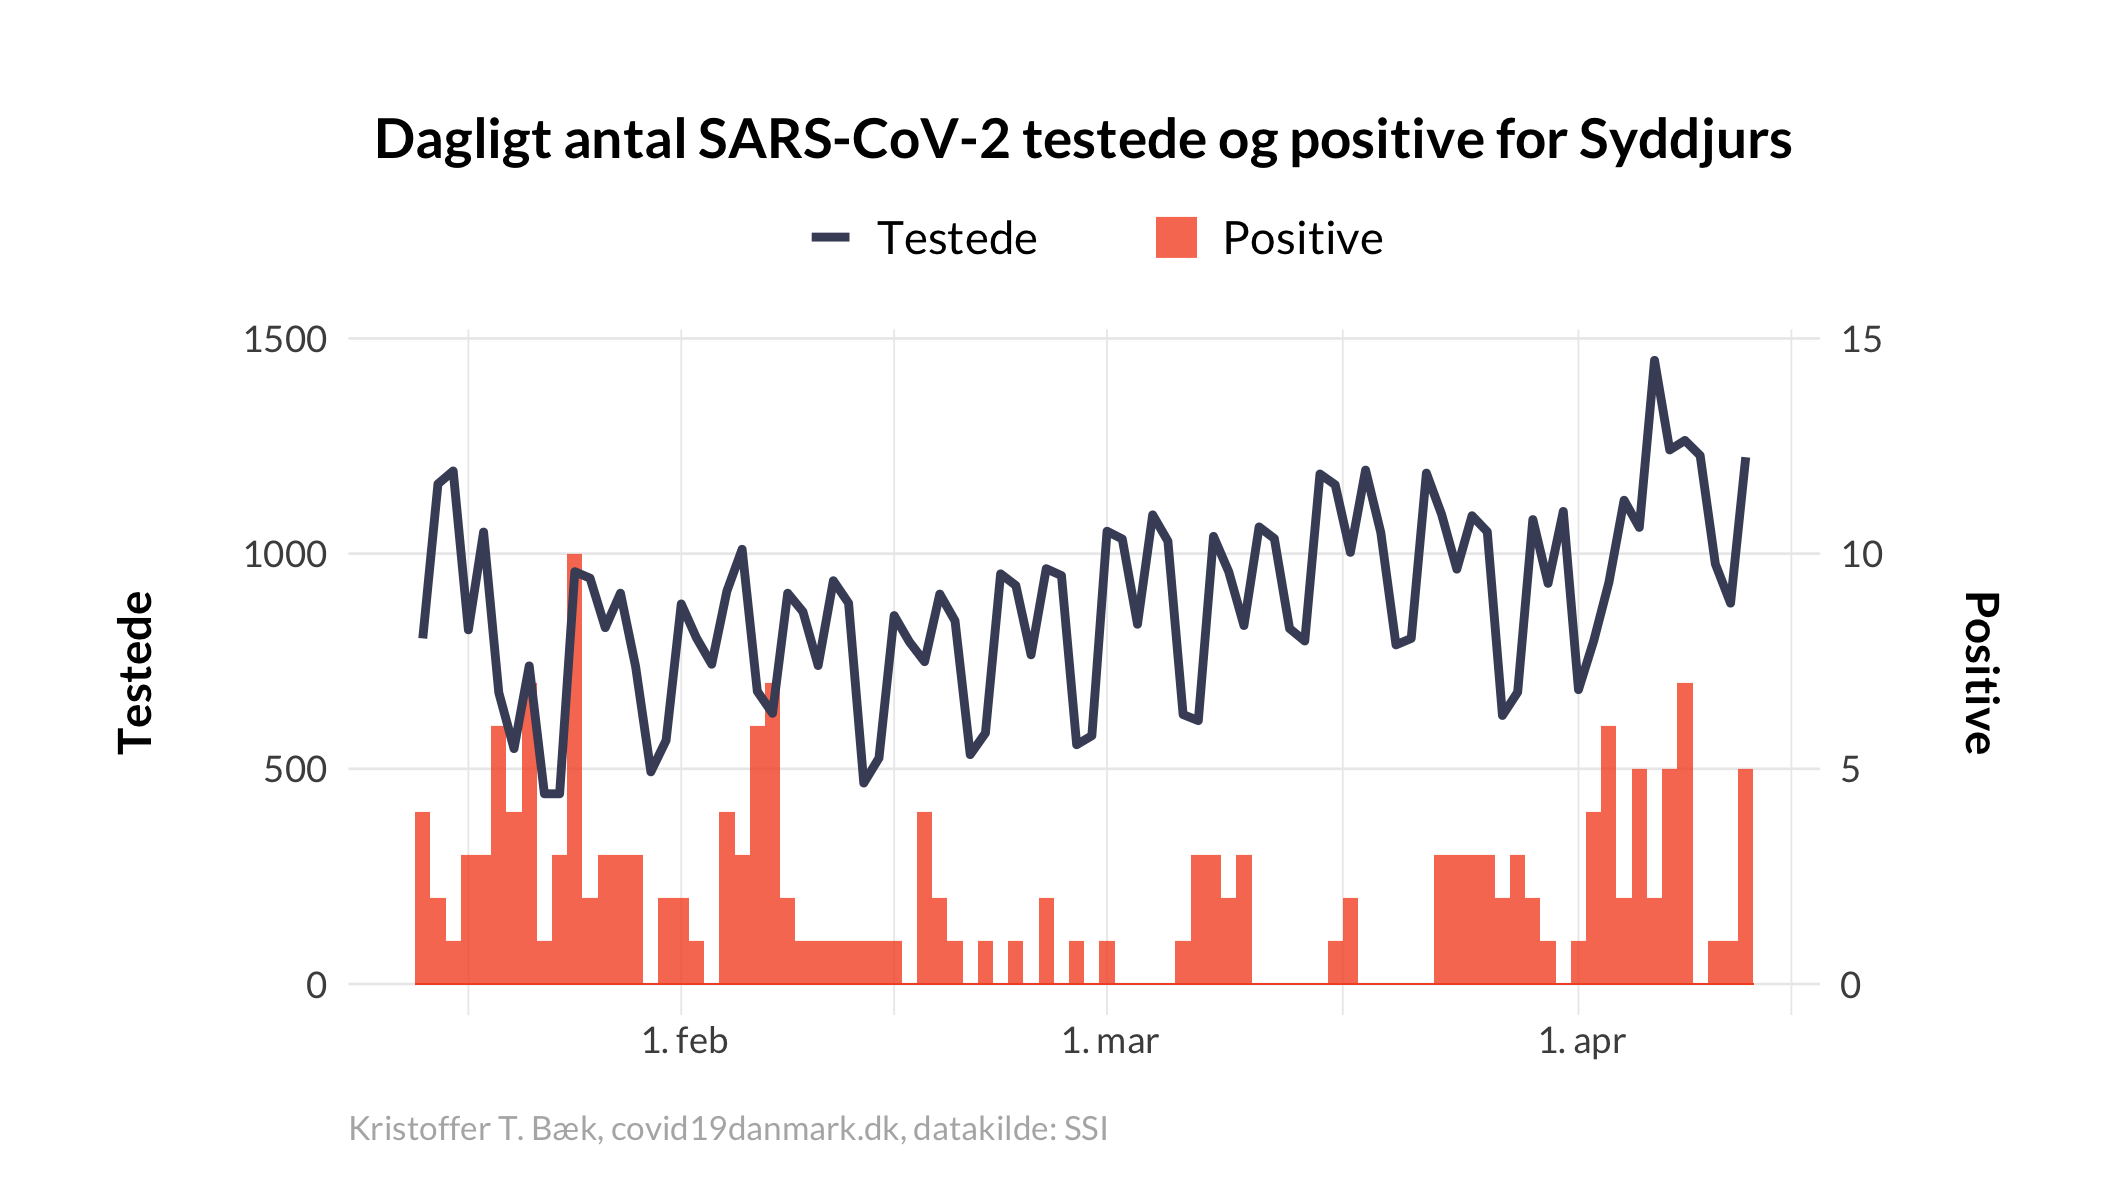 Dagligt antal SARS-CoV-2 testede og positive for Syddjurs
Testede
Positive
1500
1000
500
0
15
10
5
0
Testede
Positive
1. feb
1. mar
1. apr
Kristoffer T. Bæk, covid19danmark.dk, datakilde: SSI